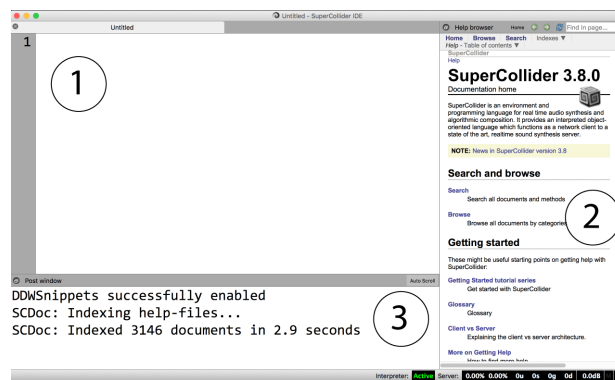 Untitled - SuperCollider IDE
Untitled
1
1
Help browser Home Find in page...
Home Browse Search Indexes ▼
Help - Table of contents ▼
SuperCollider
Help
SuperCollider 3.8.0
Documentation home
SuperCollider is an environment and
programming language for real time audio synthesis and
algorithmic composition. It provides an interpreted object-
oriented language which functions as a network client to a
state of the art, realtime sound synthesis server.
NOTE: News in SuperCollider version 3.8
Search and browse
Search
Search all documents and methods
Browse
Browse all documents by categories
2
Getting started
These might be useful starting points on getting help with
SuperCollider:
Getting Started tutorial series
Get started with SuperCollider
Glossary
Glossary
Client vs Server
Explaining the client vs server architecture.
More on Getting Help
How to find more help
Post window Auto Scroll
DDWSnippets successfully enabled
SCDoc: Indexing help-files...
SCDoc: Indexed 3146 documents in 2.9 seconds
3
Interpreter: Active Server: 0.00% 0.00% 0u 0s 0g 0d 0.0dB